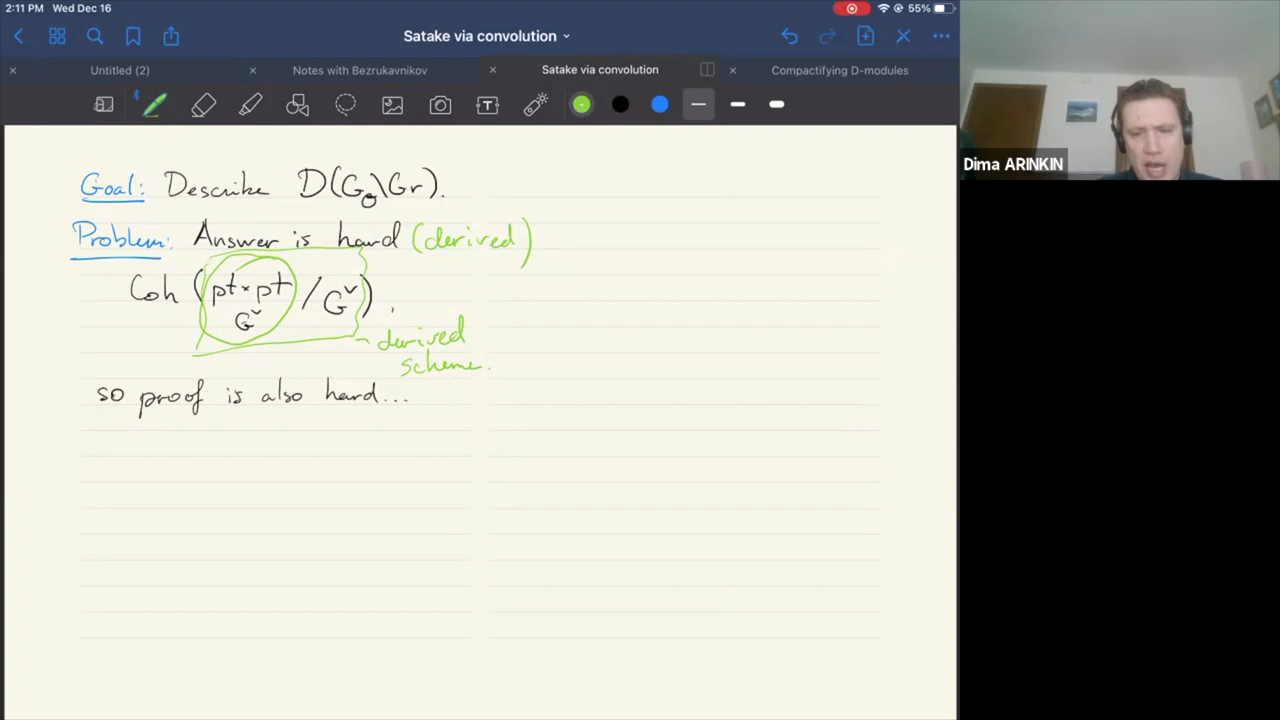 2:11 PM Wed Dec 16
55%
Satake via convolution
Untitled (2)
Notes with Bezrukavnikov
Satake via convolution
Compactifying D-modules
Goal: Describe D(G_O\Gr).
Problem: Answer is hard (derived)
Coh (pt × pt / G^∨),
G^∨
derived
scheme.
so proof is also hard...
Dima ARINKIN